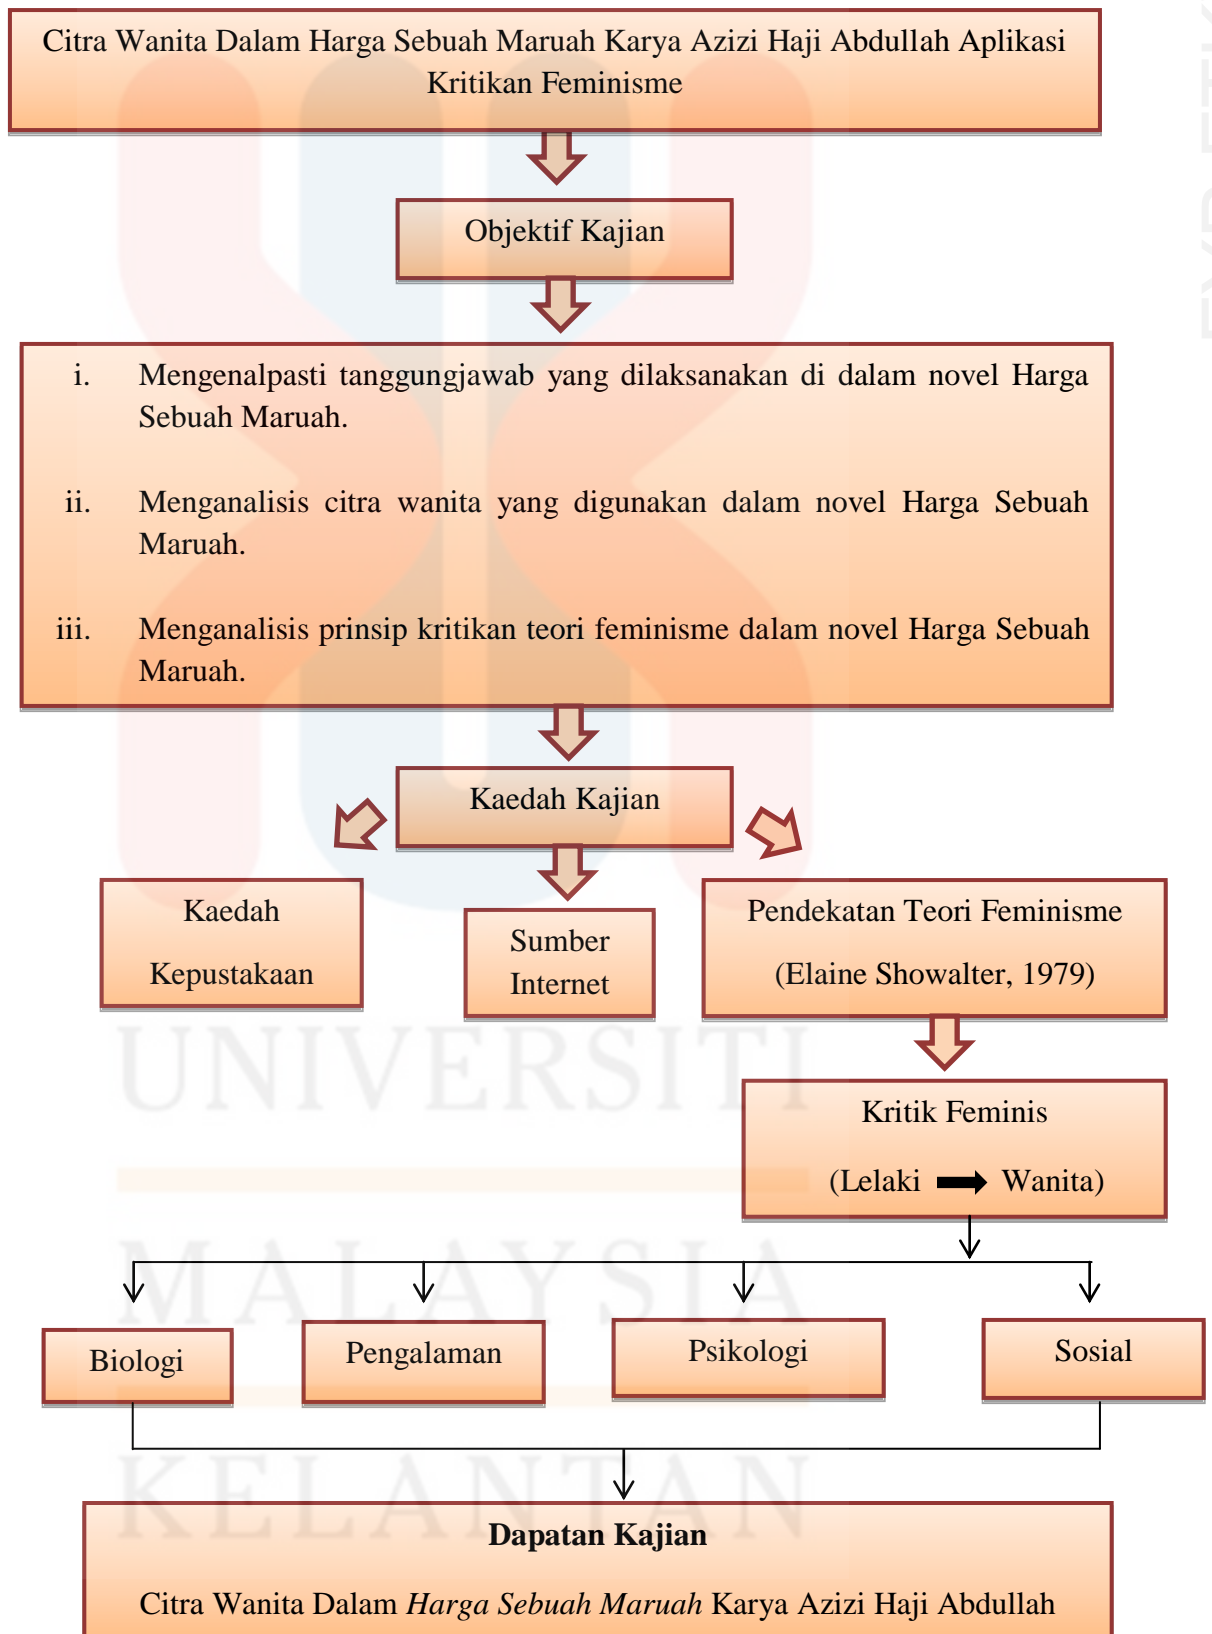 Citra Wanita Dalam Harga Sebuah Maruah Karya Azizi Haji Abdullah Aplikasi
Kritikan Feminisme
Objektif Kajian
i. Mengenalpasti tanggungjawab yang dilaksanakan di dalam novel Harga
Sebuah Maruah.
ii. Menganalisis citra wanita yang digunakan dalam novel Harga Sebuah
Maruah.
iii. Menganalisis prinsip kritikan teori feminisme dalam novel Harga Sebuah
Maruah.
Kaedah Kajian
Kaedah
Kepustakaan
Sumber
Internet
Pendekatan Teori Feminisme
(Elaine Showalter, 1979)
UNIVERSITI
Kritik Feminis
(Lelaki ➡ Wanita)
MALAYSIA
Biologi
Pengalaman
Psikologi
Sosial
KELANTAN
Dapatan Kajian
Citra Wanita Dalam Harga Sebuah Maruah Karya Azizi Haji Abdullah